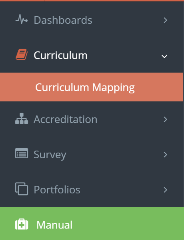 Dashboards
Curriculum
Curriculum Mapping
Accreditation
Survey
Portfolios
Manual